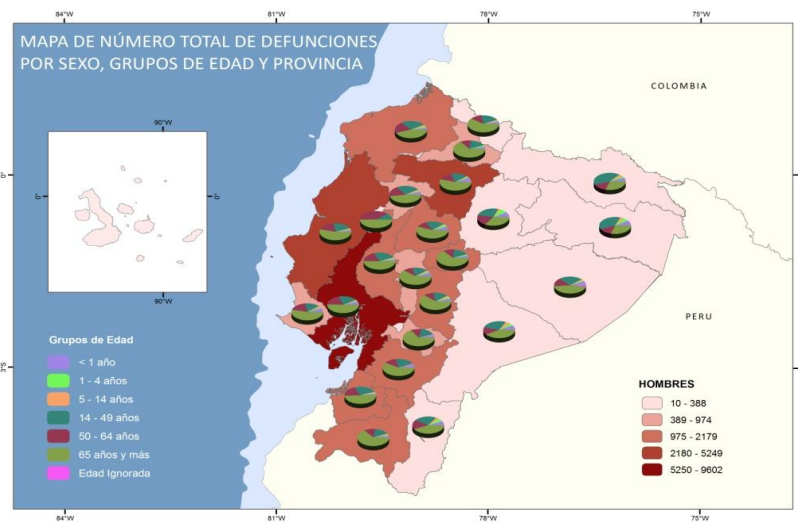 84°W
81°W
78°W
75°W
MAPA DE NÚMERO TOTAL DE DEFUNCIONES
POR SEXO, GRUPOS DE EDAD Y PROVINCIA
COLOMBIA
90°W
0°
0°
0°
90°W
PERU
Grupos de Edad
< 1 año
1 - 4 años
5 - 14 años
14 - 49 años
50 - 64 años
65 años y más
Edad Ignorada
3°S
HOMBRES
10 - 388
389 - 974
975 - 2179
2180 - 5249
5250 - 9602
84°W
81°W
78°W
75°W